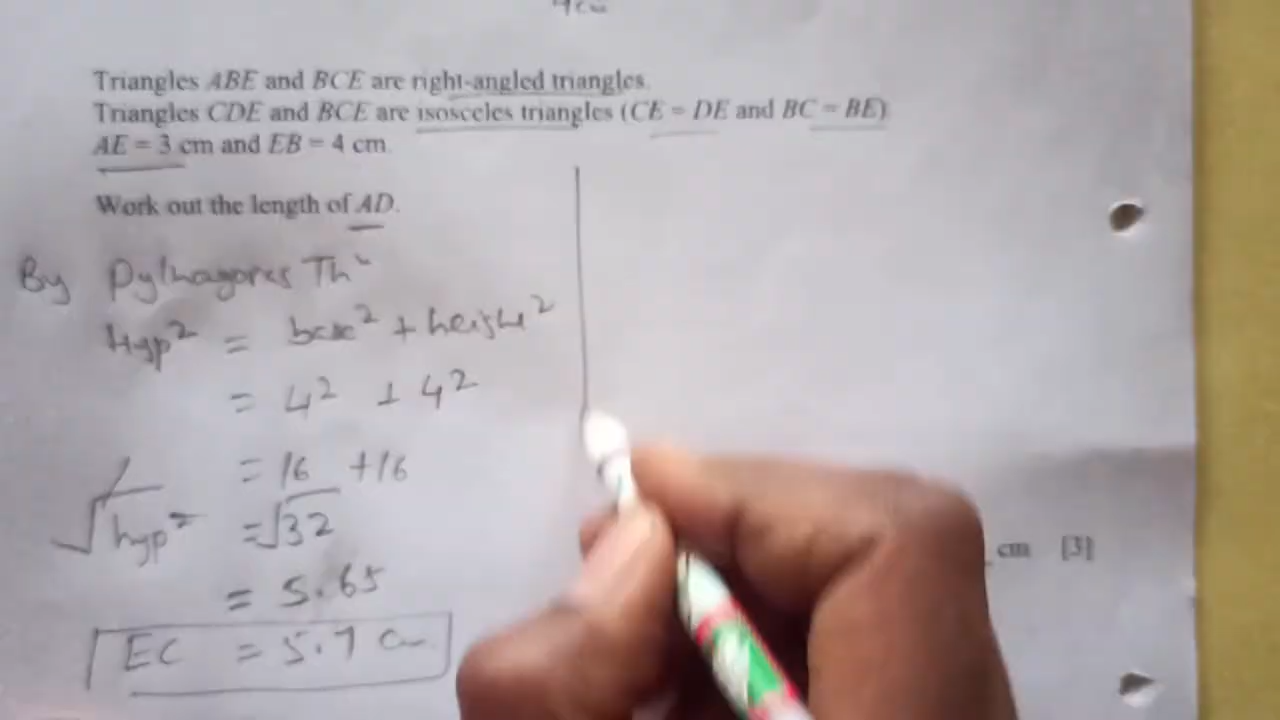 4cm
Triangles ABE and BCE are right-angled triangles.
Triangles CDE and BCE are isosceles triangles (CE = DE and BC = BE)
AE = 3 cm and EB = 4 cm
Work out the length of AD.
By Pythagores Th
Hyp² = base² + height²
= 4² + 4²
= 16 + 16
√hyp² = √32
= 5.65
EC = 5.7 cm
cm [3]